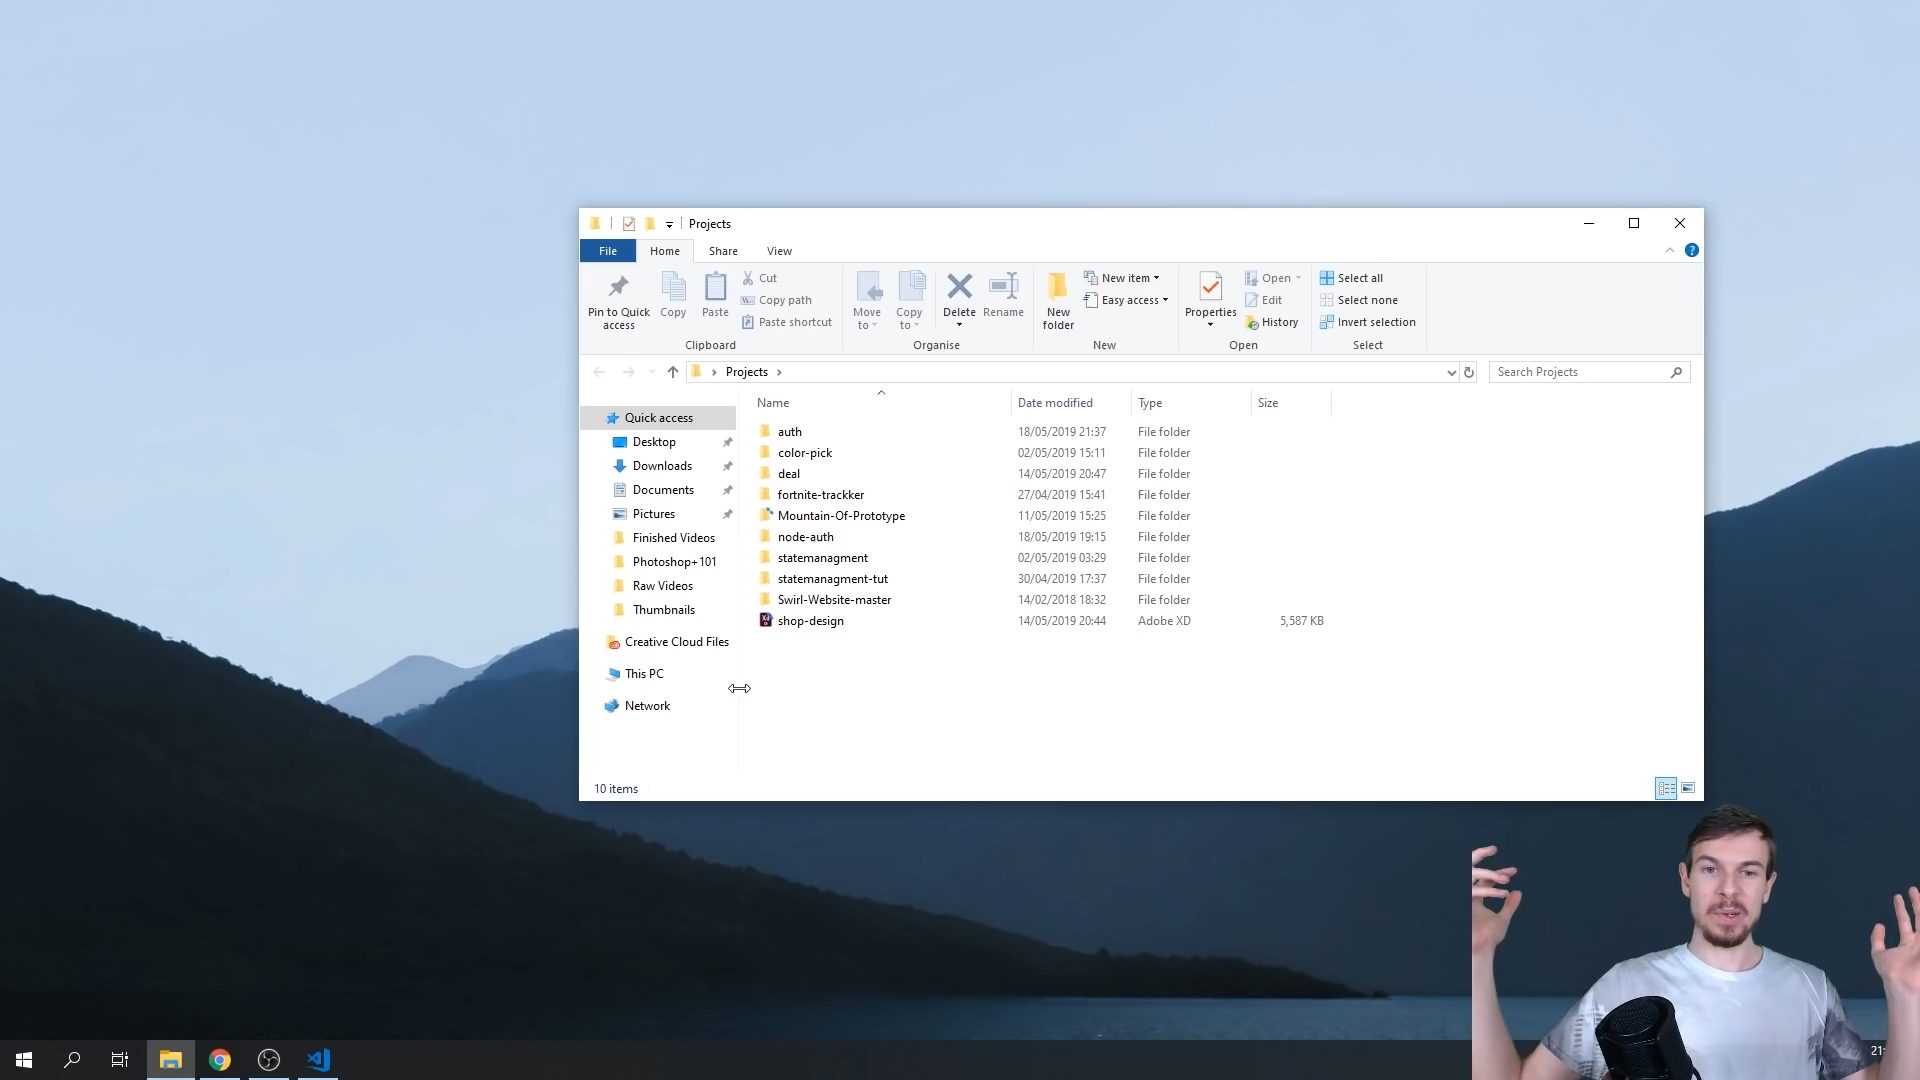 Projects
File Home Share View
Pin to Quick access
Copy
Paste
Cut
Copy path
Paste shortcut
Clipboard
Move to
Copy to
Delete
Rename
Organise
New folder
New item
Easy access
New
Properties
Open
Edit
History
Open
Select all
Select none
Invert selection
Select
Projects
Search Projects
Quick access
Desktop
Downloads
Documents
Pictures
Finished Videos
Photoshop+101
Raw Videos
Thumbnails
Creative Cloud Files
This PC
Network
Name Date modified Type Size
auth 18/05/2019 21:37 File folder
color-pick 02/05/2019 15:11 File folder
deal 14/05/2019 20:47 File folder
fortnite-trackker 27/04/2019 15:41 File folder
Mountain-Of-Prototype 11/05/2019 15:25 File folder
node-auth 18/05/2019 19:15 File folder
statemanagment 02/05/2019 03:29 File folder
statemanagment-tut 30/04/2019 17:37 File folder
Swirl-Website-master 14/02/2018 18:32 File folder
shop-design 14/05/2019 20:44 Adobe XD 5,587 KB
10 items
21: